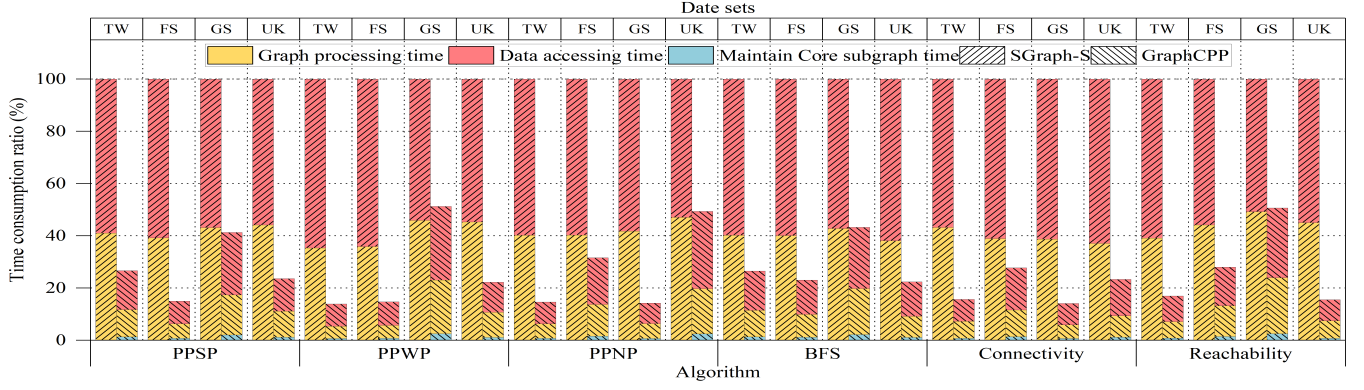 Date sets
TW FS GS UK TW FS GS UK TW FS GS UK TW FS GS UK TW FS GS UK TW FS GS UK
Graph processing time Data accessing time Maintain Core subgraph time SGraph-S GraphCPP
100
80
60
40
20
0
Time consumption ratio (%)
PPSP PPWP PPNP BFS Connectivity Reachability
Algorithm